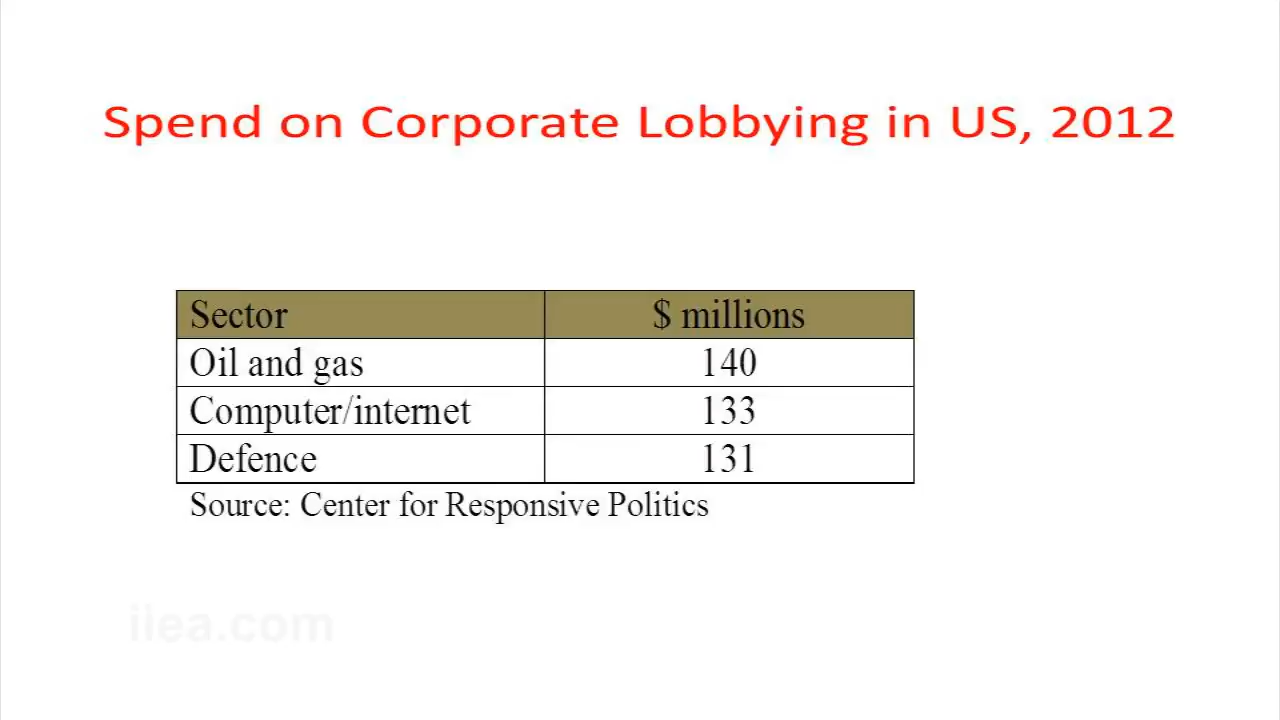 Spend on Corporate Lobbying in US, 2012
Sector $ millions
Oil and gas 140
Computer/internet 133
Defence 131
Source: Center for Responsive Politics
ilea.com